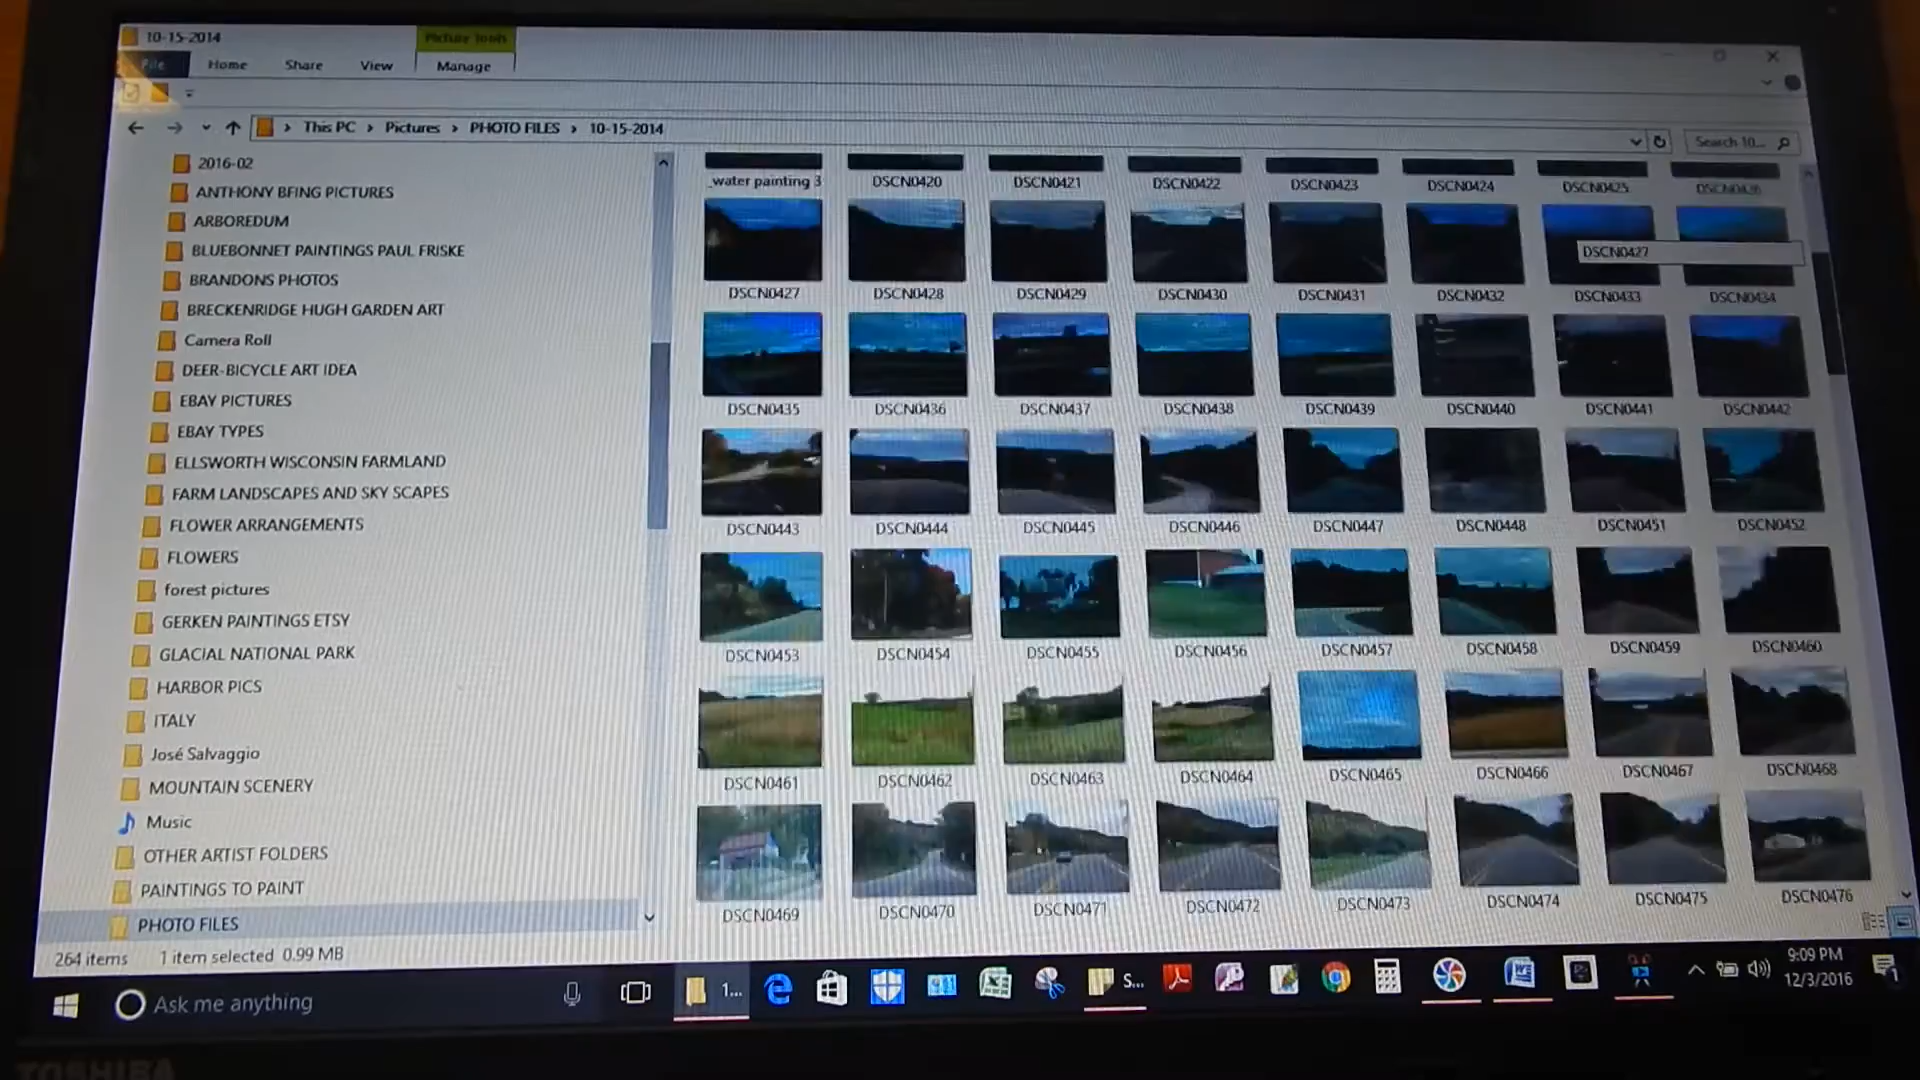 10-15-2014
Picture Tools
File
Home
Share
View
Manage
This PC
Pictures
PHOTO FILES
10-15-2014
Search 10...
2016-02
ANTHONY BFING PICTURES
ARBOREDUM
BLUEBONNET PAINTINGS PAUL FRISKE
BRANDONS PHOTOS
BRECKENRIDGE HUGH GARDEN ART
Camera Roll
DEER-BICYCLE ART IDEA
EBAY PICTURES
EBAY TYPES
ELLSWORTH WISCONSIN FARMLAND
FARM LANDSCAPES AND SKY SCAPES
FLOWER ARRANGEMENTS
FLOWERS
forest pictures
GERKEN PAINTINGS ETSY
GLACIAL NATIONAL PARK
HARBOR PICS
ITALY
José Salvaggio
MOUNTAIN SCENERY
Music
OTHER ARTIST FOLDERS
PAINTINGS TO PAINT
PHOTO FILES
_water painting 3
DSCN0420
DSCN0421
DSCN0422
DSCN0423
DSCN0424
DSCN0425
DSCN0426
DSCN0427
DSCN0427
DSCN0428
DSCN0429
DSCN0430
DSCN0431
DSCN0432
DSCN0433
DSCN0434
DSCN0435
DSCN0436
DSCN0437
DSCN0438
DSCN0439
DSCN0440
DSCN0441
DSCN0442
DSCN0443
DSCN0444
DSCN0445
DSCN0446
DSCN0447
DSCN0448
DSCN0451
DSCN0452
DSCN0453
DSCN0454
DSCN0455
DSCN0456
DSCN0457
DSCN0458
DSCN0459
DSCN0460
DSCN0461
DSCN0462
DSCN0463
DSCN0464
DSCN0465
DSCN0466
DSCN0467
DSCN0468
DSCN0469
DSCN0470
DSCN0471
DSCN0472
DSCN0473
DSCN0474
DSCN0475
DSCN0476
264 items
1 item selected 0.99 MB
Ask me anything
1...
S...
9:09 PM
12/3/2016
TOSHIBA